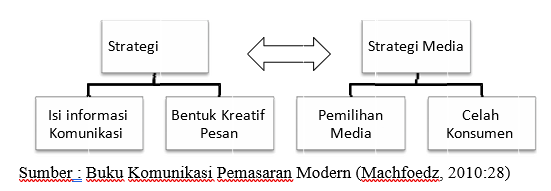 Strategi
Strategi Media
Isi informasi
Komunikasi
Bentuk Kreatif
Pesan
Pemilihan
Media
Celah
Konsumen
Sumber : Buku Komunikasi Pemasaran Modern (Machfoedz, 2010:28)